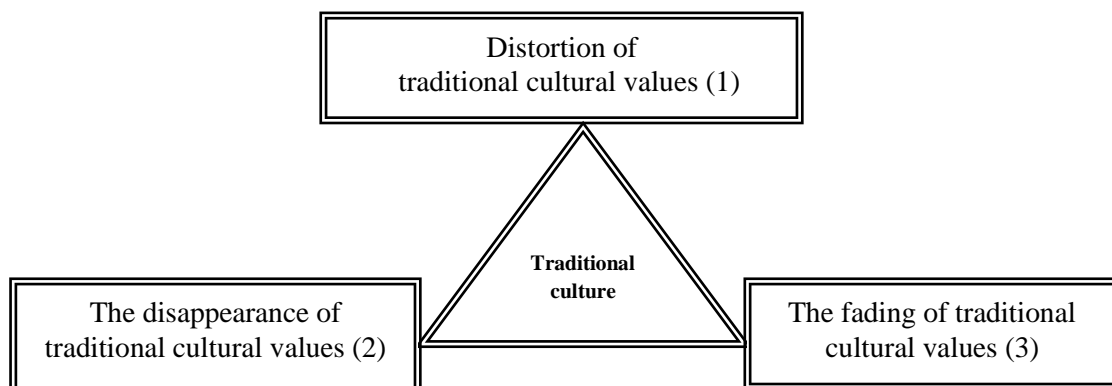 Distortion of
traditional cultural values (1)
Traditional
culture
The disappearance of
traditional cultural values (2)
The fading of traditional
cultural values (3)